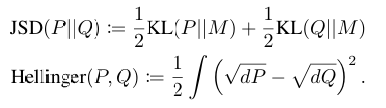 JSD(P||Q) ≔ 1/2 KL(P||M) + 1/2 KL(Q||M)
Hellinger(P, Q) ≔ 1/2 ∫ (√dP − √dQ)².